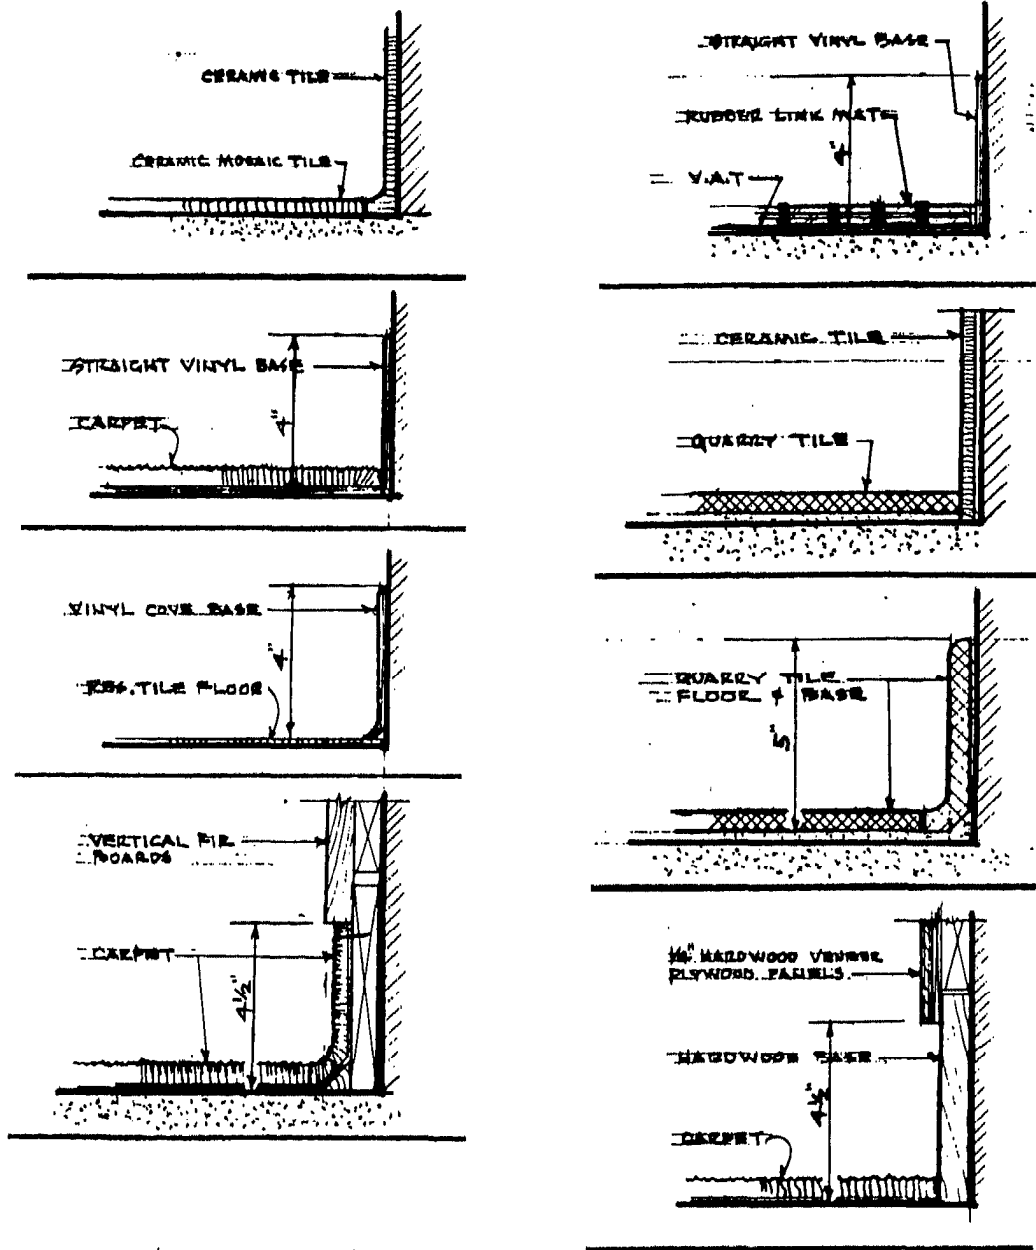 CERAMIC TILE
CERAMIC MOSAIC TILE
STRAIGHT VINYL BASE
CARPET
4"
VINYL COVE BASE
RES. TILE FLOOR
4"
VERTICAL FIR
BOARDS
CARPET
4½"
STRAIGHT VINYL BASE
RUBBER LINK MAT
4"
V.A.T
CERAMIC TILE
QUARRY TILE
QUARRY TILE
FLOOR & BASE
5"
HARDWOOD VENEER
PLYWOOD PANELS
HARDWOOD BASE
4½"
CARPET